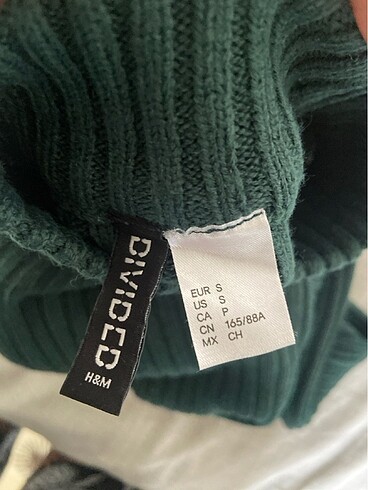 DIVIDED
H&M
EUR S
US S
CA P
CN 165/88A
MX CH